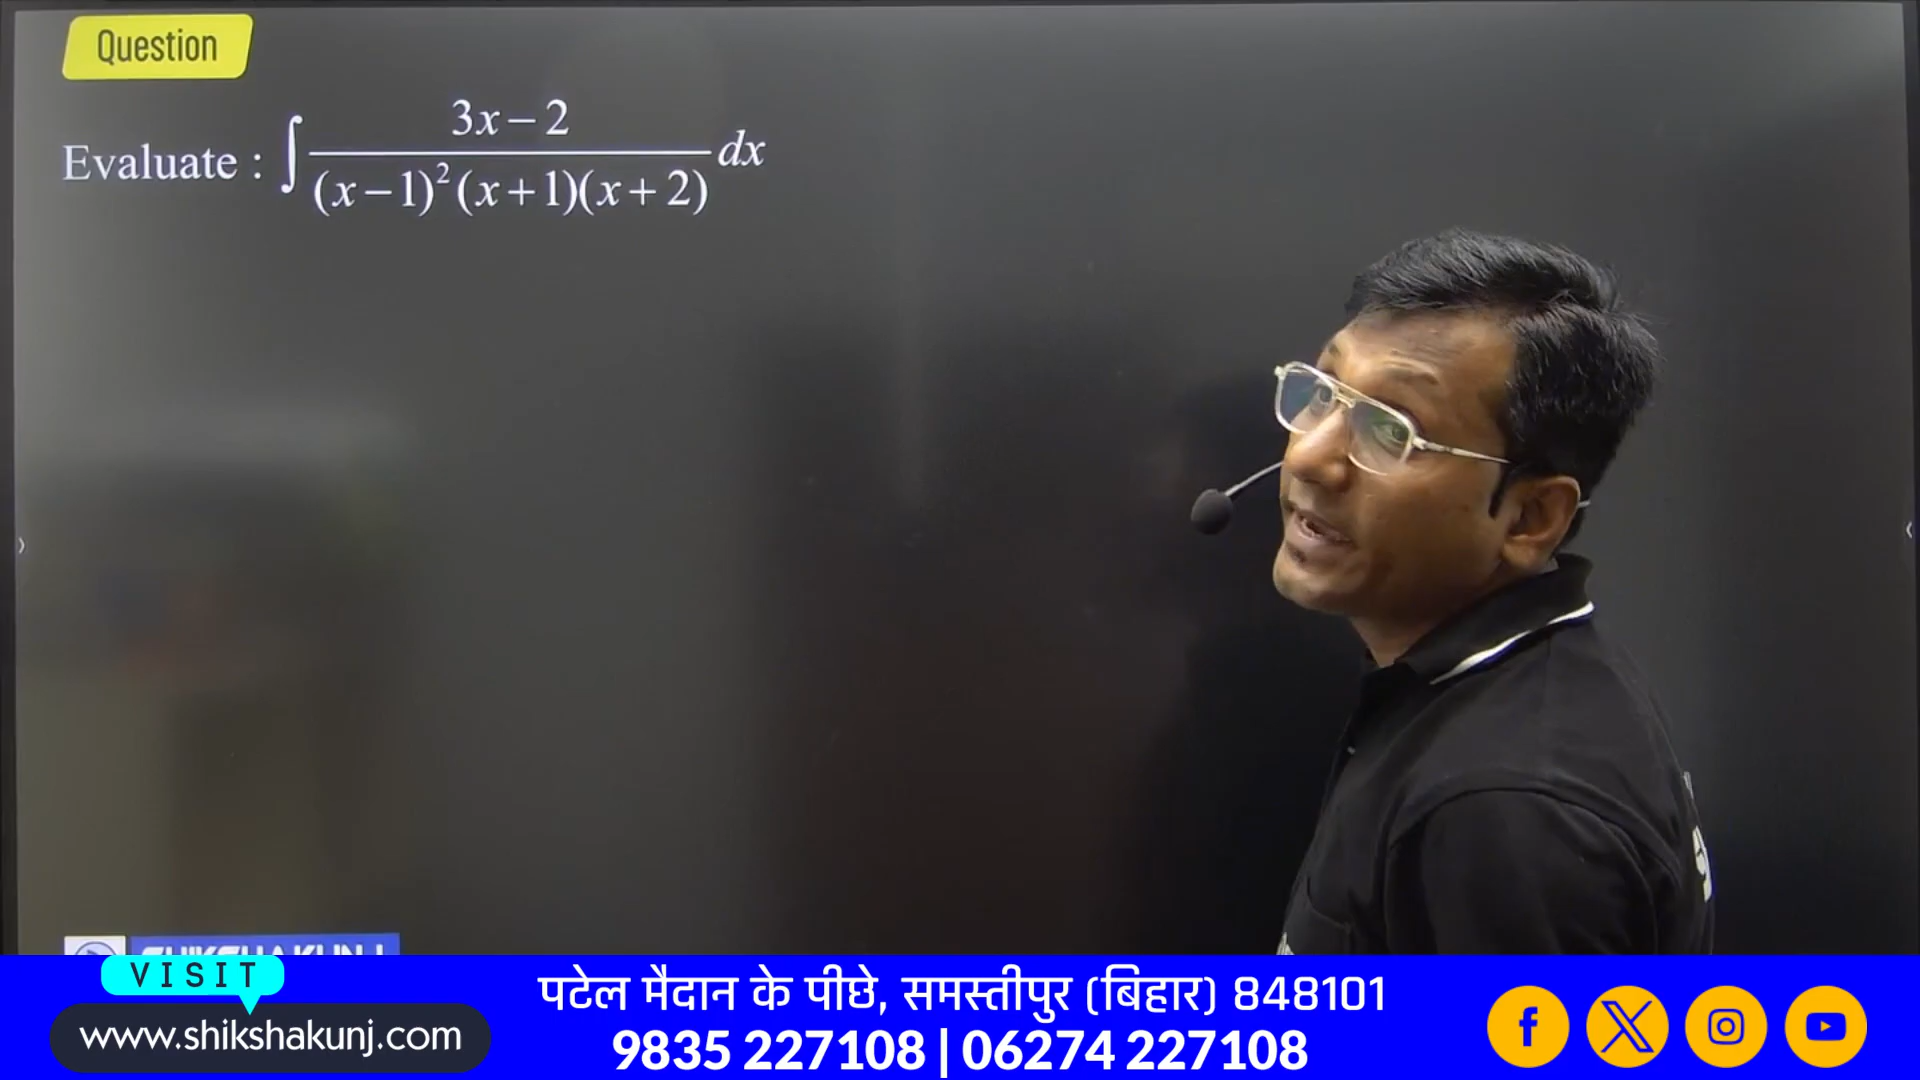 Question
Evaluate : ∫ (3x−2)/((x−1)²(x+1)(x+2)) dx
SHIKSHAKUNJ
VISIT
www.shikshakunj.com
पटेल मैदान के पीछे, समस्तीपुर (बिहार) 848101
9835 227108 | 06274 227108